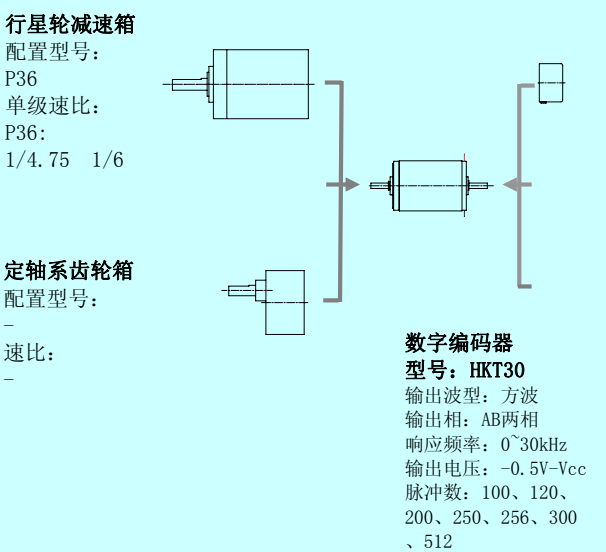 行星轮减速箱
配置型号：
P36
单级速比：
P36:
1/4.75  1/6
定轴系齿轮箱
配置型号：
-
速比：
-
数字编码器
型号：HKT30
输出波型：方波
输出相：AB两相
响应频率：0~30kHz
输出电压：-0.5V-Vcc
脉冲数：100、120、
200、250、256、300
、512